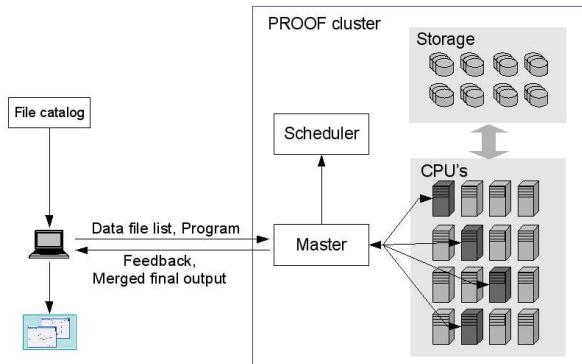 PROOF cluster
Storage
File catalog
Scheduler
CPU's
Data file list, Program
Master
Feedback,
Merged final output